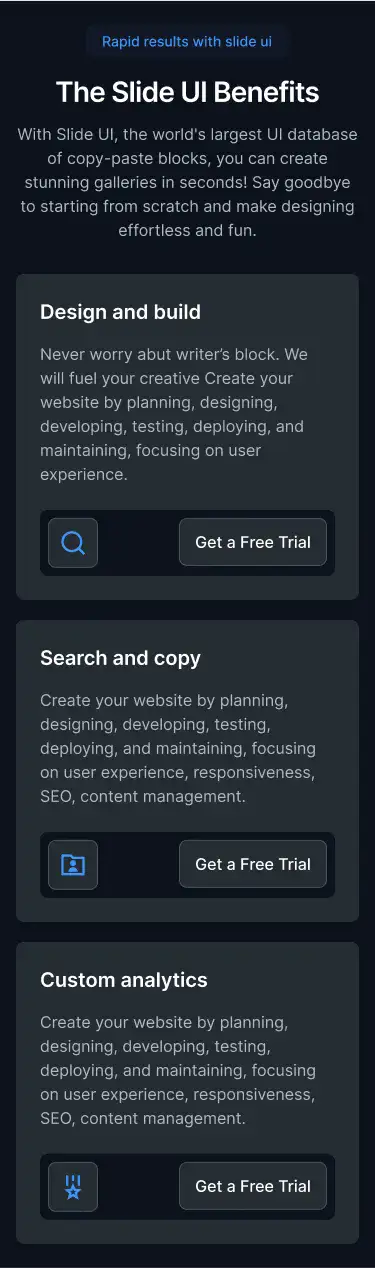 Rapid results with slide ui
The Slide UI Benefits
With Slide UI, the world's largest UI database
of copy-paste blocks, you can create
stunning galleries in seconds! Say goodbye
to starting from scratch and make designing
effortless and fun.
Design and build
Never worry abut writer’s block. We
will fuel your creative Create your
website by planning, designing,
developing, testing, deploying, and
maintaining, focusing on user
experience.
Get a Free Trial
Search and copy
Create your website by planning,
designing, developing, testing,
deploying, and maintaining, focusing
on user experience, responsiveness,
SEO, content management.
Get a Free Trial
Custom analytics
Create your website by planning,
designing, developing, testing,
deploying, and maintaining, focusing
on user experience, responsiveness,
SEO, content management.
Get a Free Trial